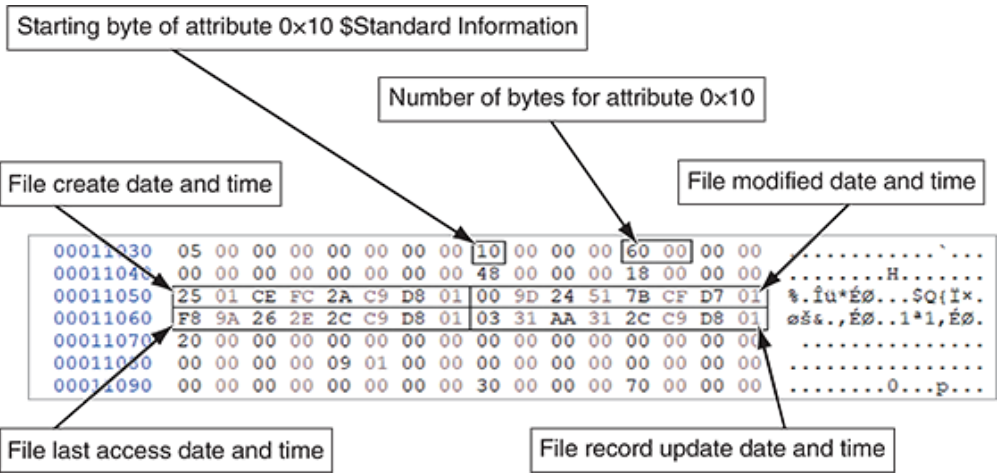 Starting byte of attribute 0×10 $Standard Information
Number of bytes for attribute 0×10
File create date and time
File modified date and time
00011030 05 00 00 00 00 00 00 00 10 00 00 00 60 00 00 00 ............`...
00011040 00 00 00 00 00 00 00 00 48 00 00 00 18 00 00 00 ........H.......
00011050 25 01 CE FC 2A C9 D8 01 00 9D 24 51 7B CF D7 01 %.Îü*ÉØ...$Q{Ï×.
00011060 F8 9A 26 2E 2C C9 D8 01 03 31 AA 31 2C C9 D8 01 øš&.,ÉØ..1ª1,ÉØ.
00011070 20 00 00 00 00 00 00 00 00 00 00 00 00 00 00 00 ...............
00011080 00 00 00 00 09 01 00 00 00 00 00 00 00 00 00 00 ................
00011090 00 00 00 00 00 00 00 00 30 00 00 00 70 00 00 00 ........0...p...
File last access date and time
File record update date and time